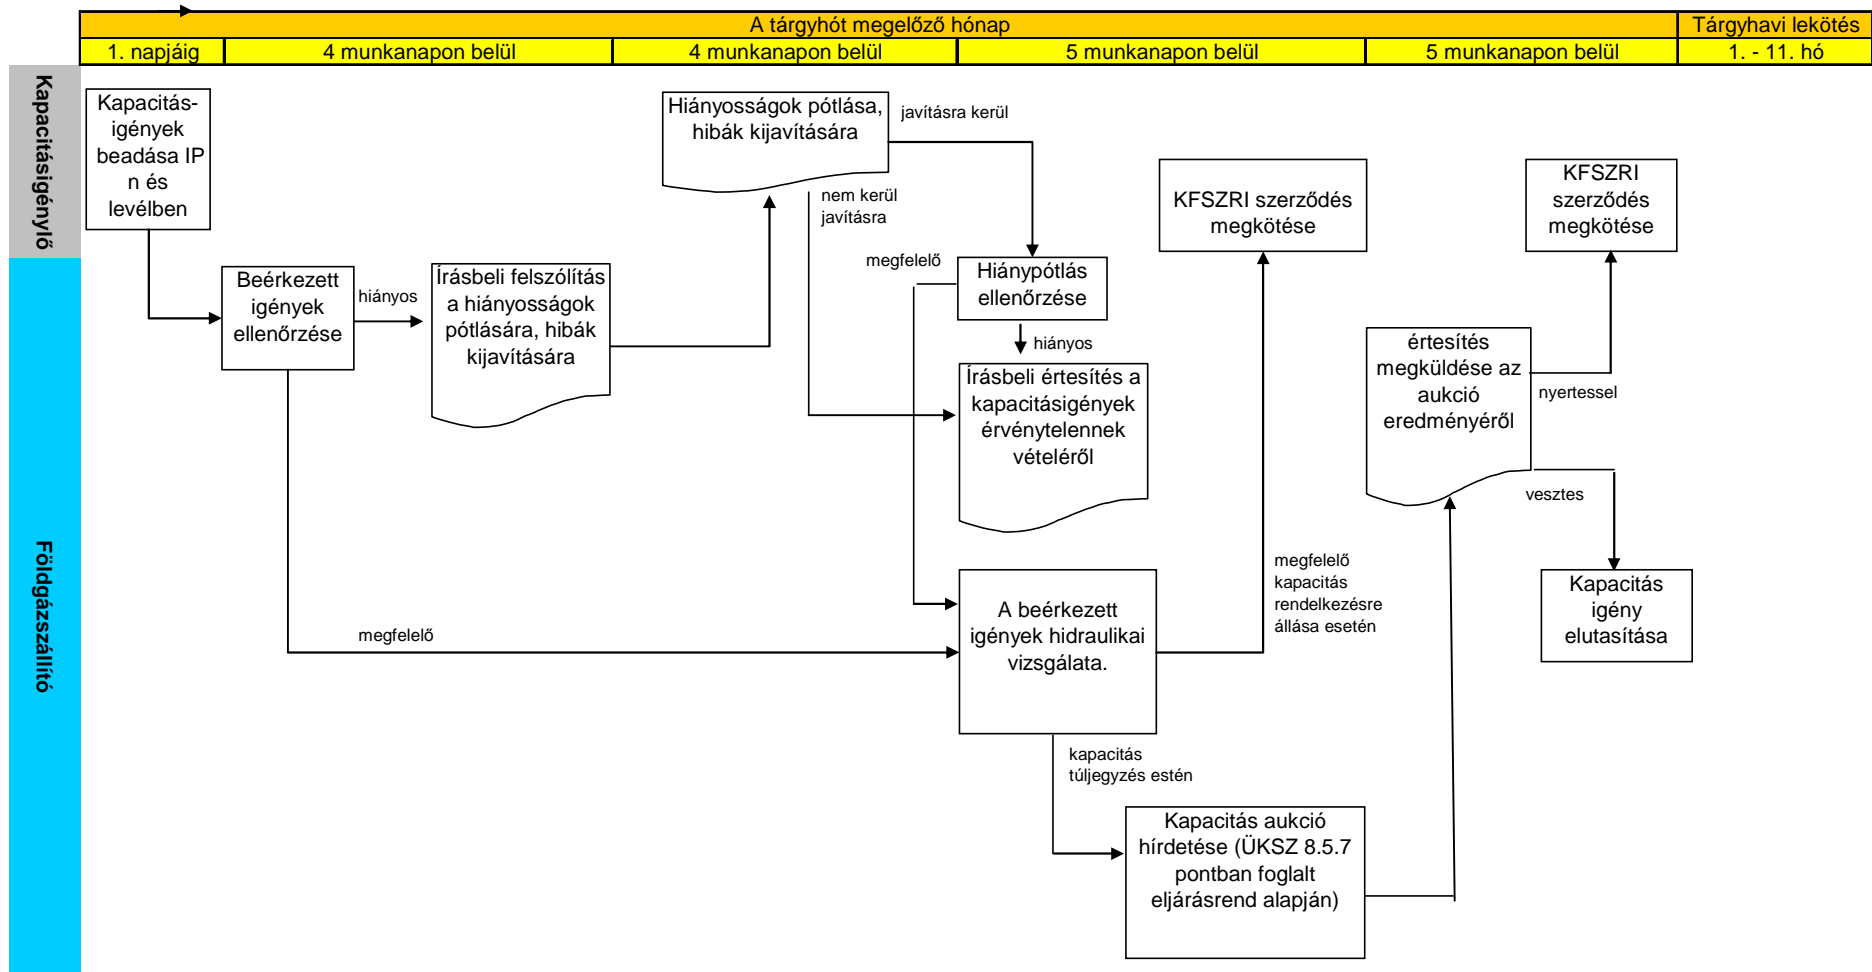 A tárgyhót megelőző hónap
Tárgyhavi lekötés
1. napjáig
4 munkanapon belül
4 munkanapon belül
5 munkanapon belül
5 munkanapon belül
1. - 11. hó
Kapacitásigénylő
Kapacitás-
igények
beadása IP
n és
levélben
Hiányosságok pótlása,
hibák kijavítására
javításra kerül
nem kerül
javításra
KFSZRI szerződés
megkötése
KFSZRI
szerződés
megkötése
Földgázszállító
Beérkezett
igények
ellenőrzése
hiányos
Írásbeli felszólítás
a hiányosságok
pótlására, hibák
kijavítására
megfelelő
Hiánypótlás
ellenőrzése
hiányos
Írásbeli értesítés a
kapacitásigények
érvénytelennek
vételéről
értesítés
megküldése az
aukció
eredményéről
nyertessel
vesztes
megfelelő
A beérkezett
igények hidraulikai
vizsgálata.
megfelelő
kapacitás
rendelkezésre
állása esetén
Kapacitás
igény
elutasítása
kapacitás
túljegyzés estén
Kapacitás aukció
hírdetése (ÜKSZ 8.5.7
pontban foglalt
eljárásrend alapján)